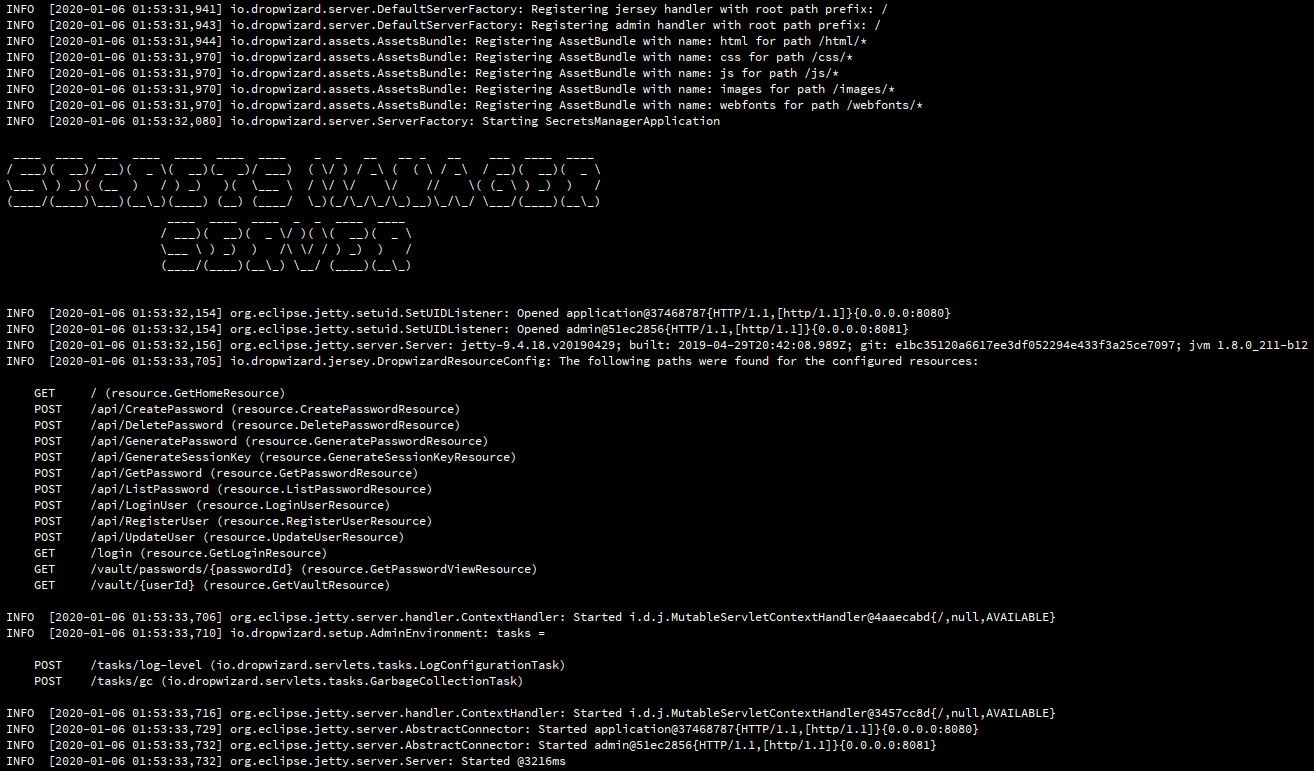 INFO  [2020-01-06 01:53:31,941] io.dropwizard.server.DefaultServerFactory: Registering jersey handler with root path prefix: /
INFO  [2020-01-06 01:53:31,943] io.dropwizard.server.DefaultServerFactory: Registering admin handler with root path prefix: /
INFO  [2020-01-06 01:53:31,944] io.dropwizard.assets.AssetsBundle: Registering AssetBundle with name: html for path /html/*
INFO  [2020-01-06 01:53:31,970] io.dropwizard.assets.AssetsBundle: Registering AssetBundle with name: css for path /css/*
INFO  [2020-01-06 01:53:31,970] io.dropwizard.assets.AssetsBundle: Registering AssetBundle with name: js for path /js/*
INFO  [2020-01-06 01:53:31,970] io.dropwizard.assets.AssetsBundle: Registering AssetBundle with name: images for path /images/*
INFO  [2020-01-06 01:53:31,970] io.dropwizard.assets.AssetsBundle: Registering AssetBundle with name: webfonts for path /webfonts/*
INFO  [2020-01-06 01:53:32,080] io.dropwizard.server.ServerFactory: Starting SecretsManagerApplication
SECRETS MANAGER
SERVER
INFO  [2020-01-06 01:53:32,154] org.eclipse.jetty.setuid.SetUIDListener: Opened application@37468787{HTTP/1.1,[http/1.1]}{0.0.0.0:8080}
INFO  [2020-01-06 01:53:32,154] org.eclipse.jetty.setuid.SetUIDListener: Opened admin@51ec2856{HTTP/1.1,[http/1.1]}{0.0.0.0:8081}
INFO  [2020-01-06 01:53:32,156] org.eclipse.jetty.server.Server: jetty-9.4.18.v20190429; built: 2019-04-29T20:42:08.989Z; git: e1bc35120a6617ee3df052294e433f3a25ce7097; jvm 1.8.0_211-b12
INFO  [2020-01-06 01:53:33,705] io.dropwizard.jersey.DropwizardResourceConfig: The following paths were found for the configured resources:
GET     / (resource.GetHomeResource)
POST    /api/CreatePassword (resource.CreatePasswordResource)
POST    /api/DeletePassword (resource.DeletePasswordResource)
POST    /api/GeneratePassword (resource.GeneratePasswordResource)
POST    /api/GenerateSessionKey (resource.GenerateSessionKeyResource)
POST    /api/GetPassword (resource.GetPasswordResource)
POST    /api/ListPassword (resource.ListPasswordResource)
POST    /api/LoginUser (resource.LoginUserResource)
POST    /api/RegisterUser (resource.RegisterUserResource)
POST    /api/UpdateUser (resource.UpdateUserResource)
GET     /login (resource.GetLoginResource)
GET     /vault/passwords/{passwordId} (resource.GetPasswordViewResource)
GET     /vault/{userId} (resource.GetVaultResource)
INFO  [2020-01-06 01:53:33,706] org.eclipse.jetty.server.handler.ContextHandler: Started i.d.j.MutableServletContextHandler@4aaecabd{/,null,AVAILABLE}
INFO  [2020-01-06 01:53:33,710] io.dropwizard.setup.AdminEnvironment: tasks =
POST    /tasks/log-level (io.dropwizard.servlets.tasks.LogConfigurationTask)
POST    /tasks/gc (io.dropwizard.servlets.tasks.GarbageCollectionTask)
INFO  [2020-01-06 01:53:33,716] org.eclipse.jetty.server.handler.ContextHandler: Started i.d.j.MutableServletContextHandler@3457cc8d{/,null,AVAILABLE}
INFO  [2020-01-06 01:53:33,729] org.eclipse.jetty.server.AbstractConnector: Started application@37468787{HTTP/1.1,[http/1.1]}{0.0.0.0:8080}
INFO  [2020-01-06 01:53:33,732] org.eclipse.jetty.server.AbstractConnector: Started admin@51ec2856{HTTP/1.1,[http/1.1]}{0.0.0.0:8081}
INFO  [2020-01-06 01:53:33,732] org.eclipse.jetty.server.Server: Started @3216ms